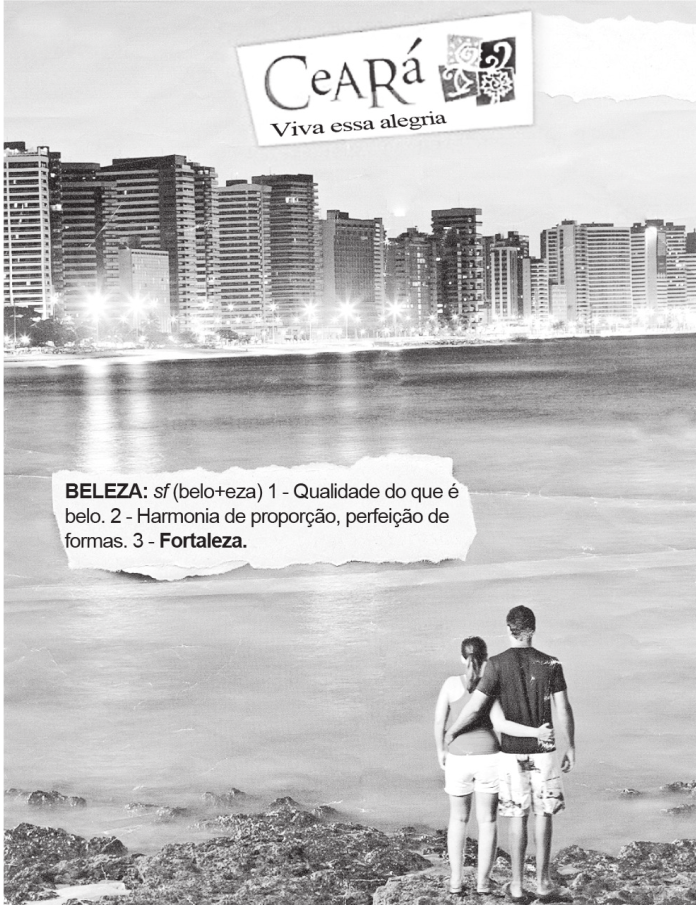 CeARá
Viva essa alegria
BELEZA: sf (belo+eza) 1 - Qualidade do que é
belo. 2 - Harmonia de proporção, perfeição de
formas. 3 - Fortaleza.